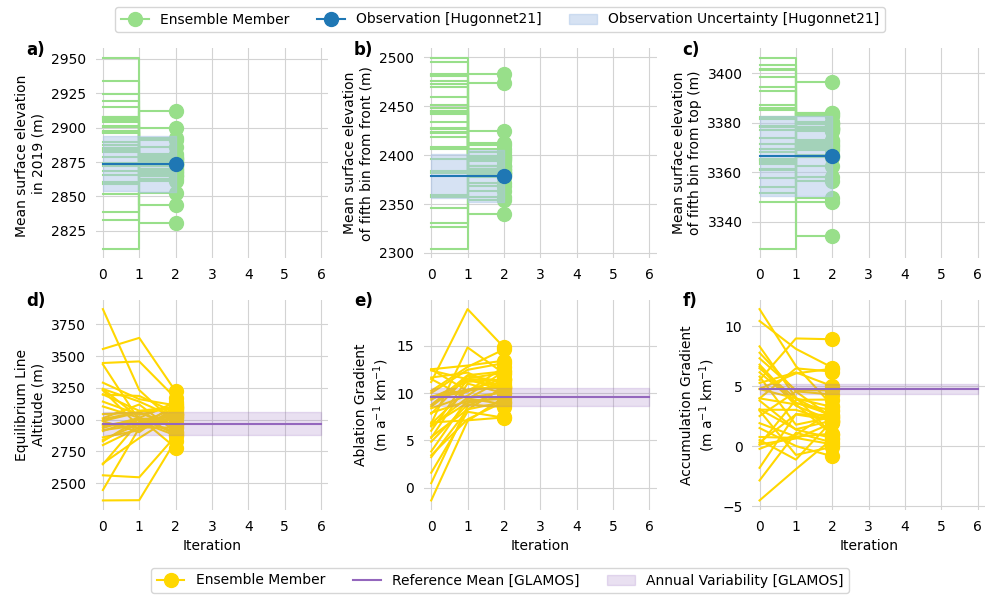 Ensemble Member Observation [Hugonnet21] Observation Uncertainty [Hugonnet21]
a) b) c)
Mean surface elevation
in 2019 (m)
2950
2925
2900
2875
2850
2825
0 1 2 3 4 5 6
Mean surface elevation
of fifth bin from front (m)
2500
2450
2400
2350
2300
0 1 2 3 4 5 6
Mean surface elevation
of fifth bin from top (m)
3400
3380
3360
3340
0 1 2 3 4 5 6
d) e) f)
Equilibrium Line
Altitude (m)
3750
3500
3250
3000
2750
2500
0 1 2 3 4 5 6
Iteration
Ablation Gradient
(m a⁻¹ km⁻¹)
15
10
5
0
0 1 2 3 4 5 6
Iteration
Accumulation Gradient
(m a⁻¹ km⁻¹)
10
5
0
−5
0 1 2 3 4 5 6
Iteration
Ensemble Member Reference Mean [GLAMOS] Annual Variability [GLAMOS]